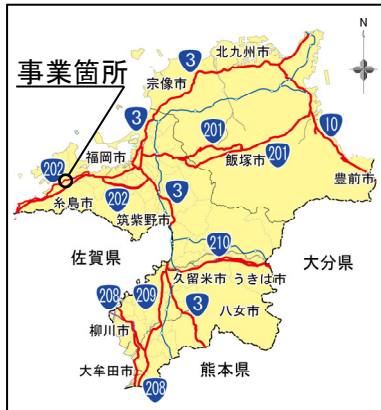 N
北九州市
3
宗像市
事業箇所
3
201
10
福岡市
202
飯塚市
201
豊前市
糸島市
202
3
筑紫野市
佐賀県
210
大分県
久留米市
うきは市
208
209
3
八女市
柳川市
大牟田市
熊本県
208